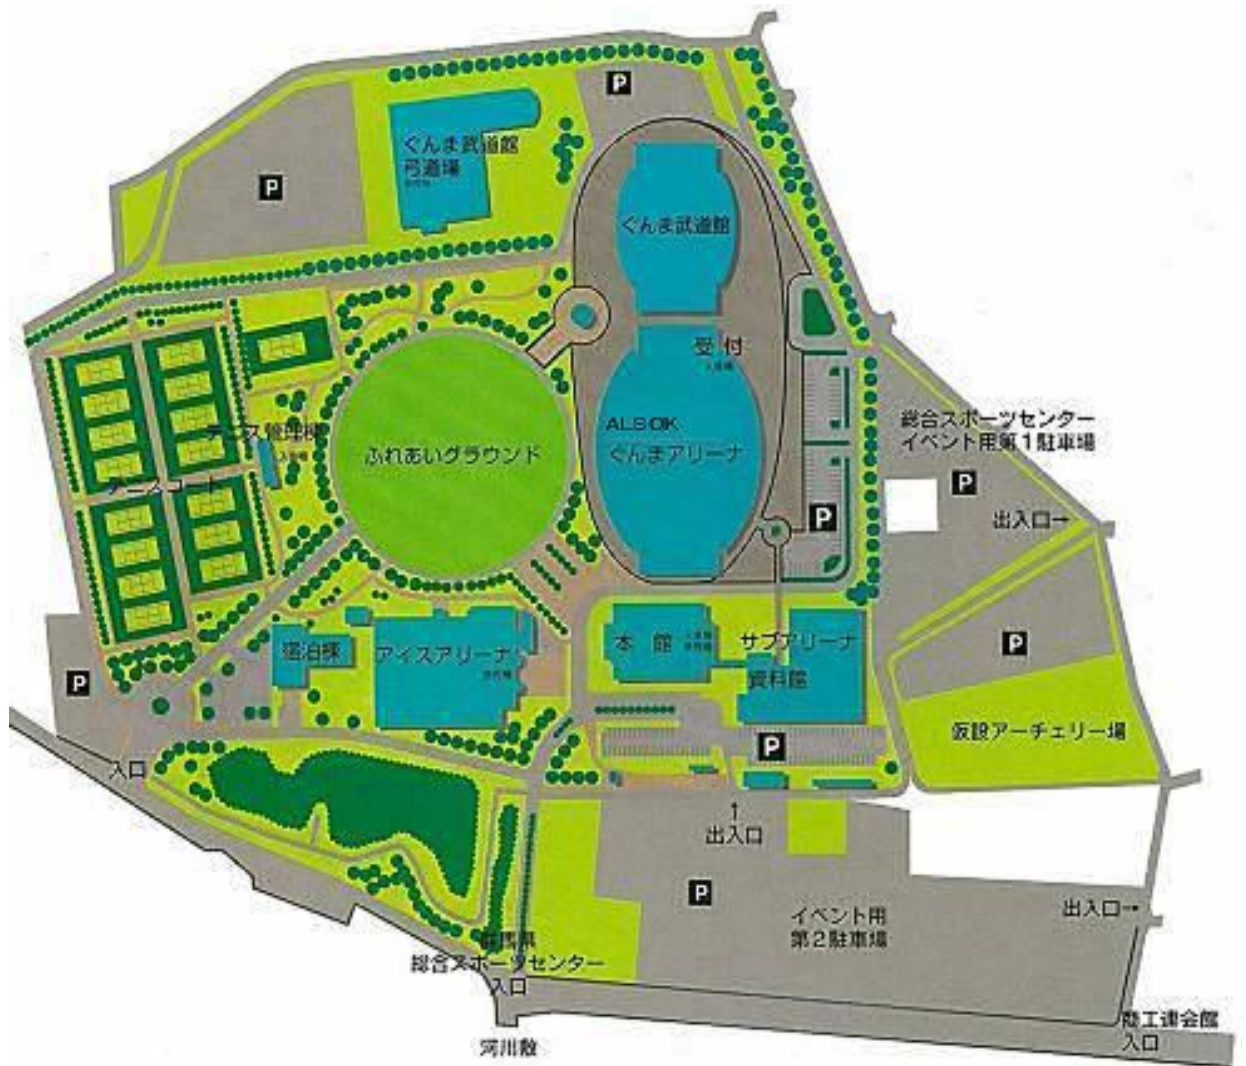 P
ぐんま武道館
弓道場
P
ぐんま武道館
受付
総合スポーツセンター
イベント用第1駐車場
テニス管理棟
ALSOK
ぐんまアリーナ
ふれあいグラウンド
テニスコート
P
P
出入口→
本館
サブアリーナ
P
宿泊棟
アイスアリーナ
資料館
P
仮設アーチェリー場
P
入口
↑
出入口
P
イベント用
第2駐車場
出入口→
群馬県
総合スポーツセンター
入口
商工連会館
入口
河川敷